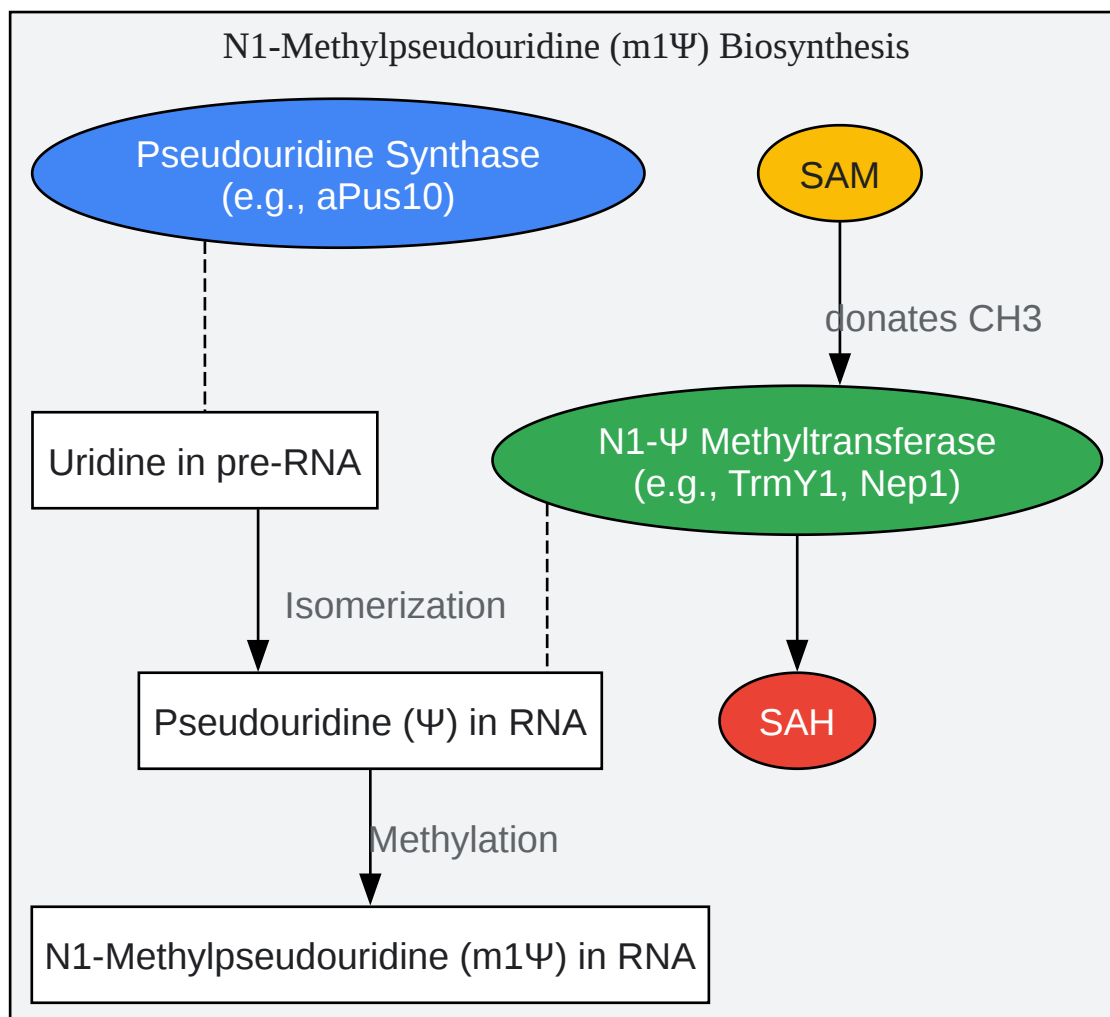 N1-Methylpseudouridine (m1Ψ) Biosynthesis
Pseudouridine Synthase
(e.g., aPus10)
SAM
donates CH3
Uridine in pre-RNA
N1-Ψ Methyltransferase
(e.g., TrmY1, Nep1)
Isomerization
Pseudouridine (Ψ) in RNA
SAH
Methylation
N1-Methylpseudouridine (m1Ψ) in RNA